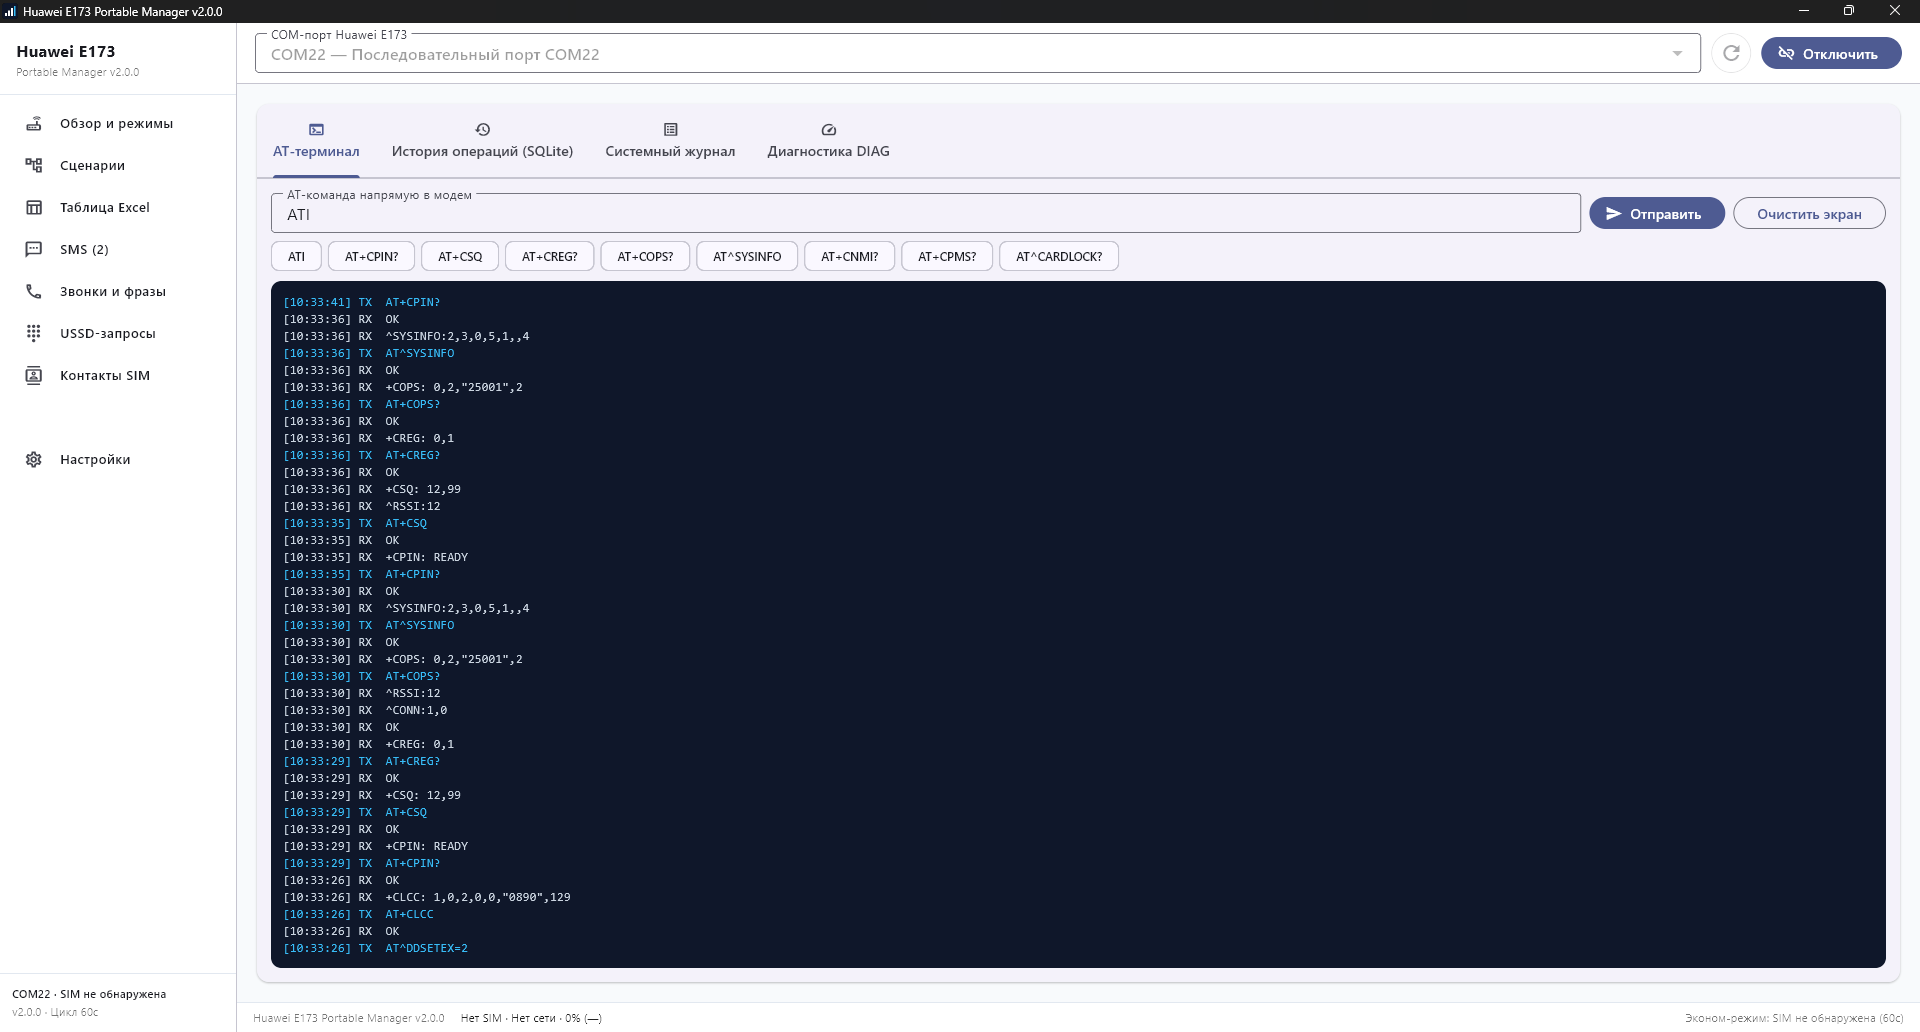 Huawei E173 Portable Manager v2.0.0
Huawei E173
Portable Manager v2.0.0
Обзор и режимы
Сценарии
Таблица Excel
SMS (2)
Звонки и фразы
USSD-запросы
Контакты SIM
Настройки
COM22 · SIM не обнаружена
v2.0.0 · Цикл 60с
COM-порт Huawei E173
COM22 — Последовательный порт COM22
Отключить
AT-терминал
История операций (SQLite)
Системный журнал
Диагностика DIAG
AT-команда напрямую в модем
ATI
Отправить
Очистить экран
ATI AT+CPIN? AT+CSQ AT+CREG? AT+COPS? AT^SYSINFO AT+CNMI? AT+CPMS? AT^CARDLOCK?
[10:33:41] TX AT+CPIN?
[10:33:36] RX OK
[10:33:36] RX ^SYSINFO:2,3,0,5,1,,4
[10:33:36] TX AT^SYSINFO
[10:33:36] RX OK
[10:33:36] RX +COPS: 0,2,"25001",2
[10:33:36] TX AT+COPS?
[10:33:36] RX OK
[10:33:36] RX +CREG: 0,1
[10:33:36] TX AT+CREG?
[10:33:36] RX OK
[10:33:36] RX +CSQ: 12,99
[10:33:36] RX ^RSSI:12
[10:33:35] TX AT+CSQ
[10:33:35] RX OK
[10:33:35] RX +CPIN: READY
[10:33:35] TX AT+CPIN?
[10:33:30] RX OK
[10:33:30] RX ^SYSINFO:2,3,0,5,1,,4
[10:33:30] TX AT^SYSINFO
[10:33:30] RX OK
[10:33:30] RX +COPS: 0,2,"25001",2
[10:33:30] TX AT+COPS?
[10:33:30] RX ^RSSI:12
[10:33:30] RX ^CONN:1,0
[10:33:30] RX OK
[10:33:30] RX +CREG: 0,1
[10:33:29] TX AT+CREG?
[10:33:29] RX OK
[10:33:29] RX +CSQ: 12,99
[10:33:29] TX AT+CSQ
[10:33:29] RX OK
[10:33:29] RX +CPIN: READY
[10:33:29] TX AT+CPIN?
[10:33:26] RX OK
[10:33:26] RX +CLCC: 1,0,2,0,0,"0890",129
[10:33:26] TX AT+CLCC
[10:33:26] RX OK
[10:33:26] TX AT^DDSETEX=2
Huawei E173 Portable Manager v2.0.0 Нет SIM · Нет сети · 0% (—)
Эконом-режим: SIM не обнаружена (60с)